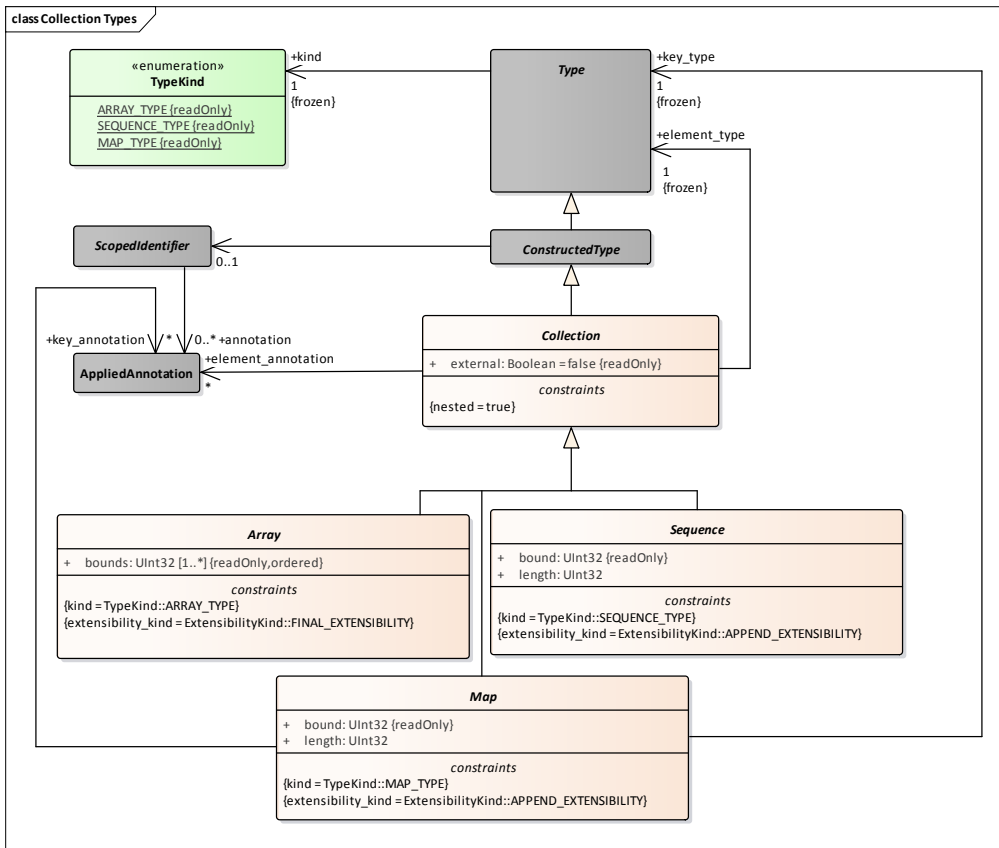 class Collection Types
«enumeration»
TypeKind
ARRAY_TYPE {readOnly}
SEQUENCE_TYPE {readOnly}
MAP_TYPE {readOnly}
+kind
1
{frozen}
Type
+key_type
1
{frozen}
+element_type
1
{frozen}
ScopedIdentifier
0..1
ConstructedType
+key_annotation
*
0..* +annotation
AppliedAnnotation
+element_annotation
*
Collection
+ external: Boolean = false {readOnly}
constraints
{nested = true}
Array
+ bounds: UInt32 [1..*] {readOnly,ordered}
constraints
{kind = TypeKind::ARRAY_TYPE}
{extensibility_kind = ExtensibilityKind::FINAL_EXTENSIBILITY}
Sequence
+ bound: UInt32 {readOnly}
+ length: UInt32
constraints
{kind = TypeKind::SEQUENCE_TYPE}
{extensibility_kind = ExtensibilityKind::APPEND_EXTENSIBILITY}
Map
+ bound: UInt32 {readOnly}
+ length: UInt32
constraints
{kind = TypeKind::MAP_TYPE}
{extensibility_kind = ExtensibilityKind::APPEND_EXTENSIBILITY}